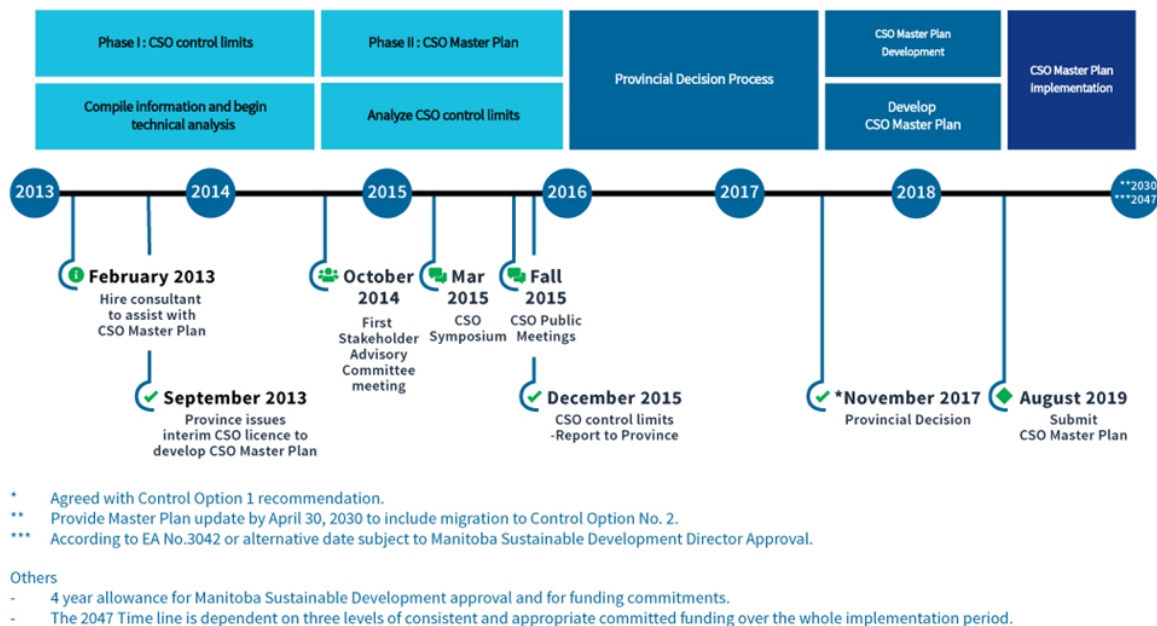 Phase I : CSO control limits
Compile information and begin
technical analysis
Phase II : CSO Master Plan
Analyze CSO control limits
Provincial Decision Process
CSO Master Plan
Development
Develop
CSO Master Plan
CSO Master Plan
implementation
2013
2014
2015
2016
2017
2018
**2030
***2047
February 2013
Hire consultant
to assist with
CSO Master Plan
September 2013
Province issues
interim CSO licence to
develop CSO Master Plan
October
2014
First
Stakeholder
Advisory
Committee
meeting
Mar
2015
CSO
Symposium
Fall
2015
CSO Public
Meetings
December 2015
CSO control limits
-Report to Province
*November 2017
Provincial Decision
August 2019
Submit
CSO Master Plan
* Agreed with Control Option 1 recommendation.
** Provide Master Plan update by April 30, 2030 to include migration to Control Option No. 2.
*** According to EA No.3042 or alternative date subject to Manitoba Sustainable Development Director Approval.
Others
- 4 year allowance for Manitoba Sustainable Development approval and for funding commitments.
- The 2047 Time line is dependent on three levels of consistent and appropriate committed funding over the whole implementation period.